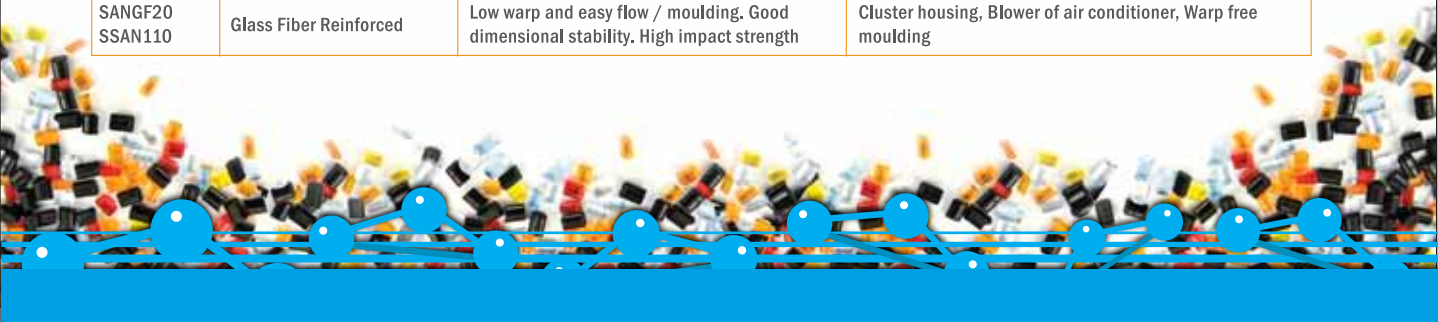 SANGF20
SSAN110
Glass Fiber Reinforced
Low warp and easy flow / moulding. Good
dimensional stability. High impact strength
Cluster housing, Blower of air conditioner, Warp free
moulding